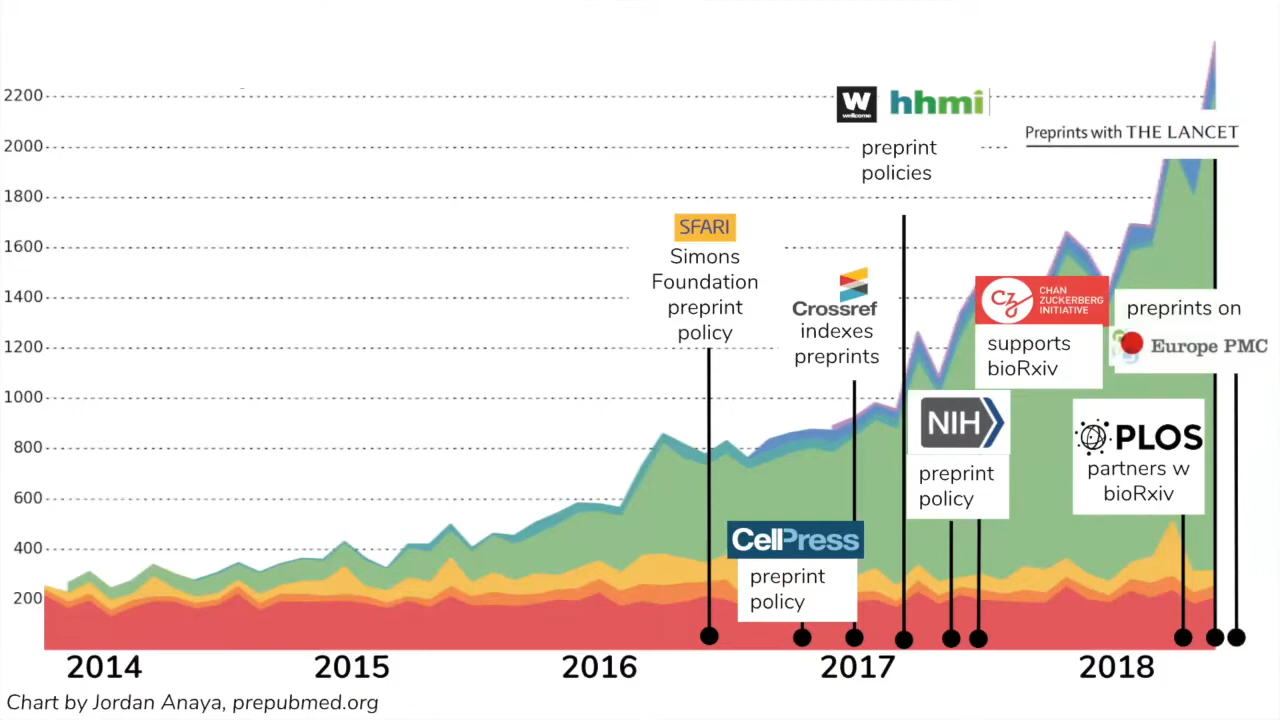 2200
2000
1800
1600
1400
1200
1000
800
600
400
200
W
wellcome
hhmi
preprint
policies
Preprints with THE LANCET
SFARI
Simons
Foundation
preprint
policy
Crossref
indexes
preprints
CZI
CHAN
ZUCKERBERG
INITIATIVE
supports
bioRxiv
preprints on
Europe PMC
NIH
preprint
policy
PLOS
partners w
bioRxiv
CellPress
preprint
policy
2014 2015 2016 2017 2018
Chart by Jordan Anaya, prepubmed.org